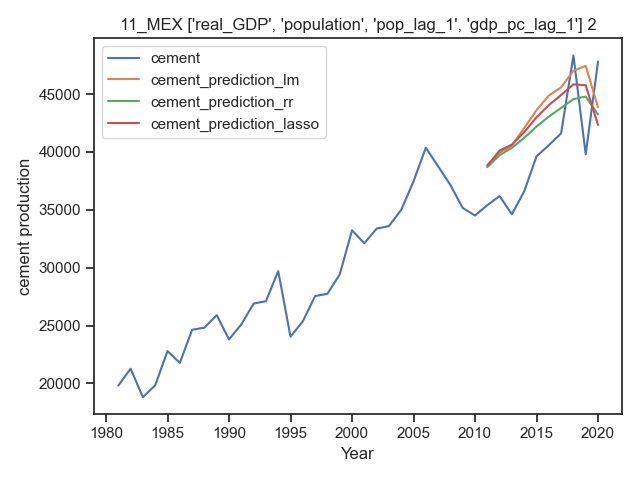 11_MEX ['real_GDP', 'population', 'pop_lag_1', 'gdp_pc_lag_1'] 2
cement
cement_prediction_lm
cement_prediction_rr
cement_prediction_lasso
cement production
45000
40000
35000
30000
25000
20000
1980 1985 1990 1995 2000 2005 2010 2015 2020
Year